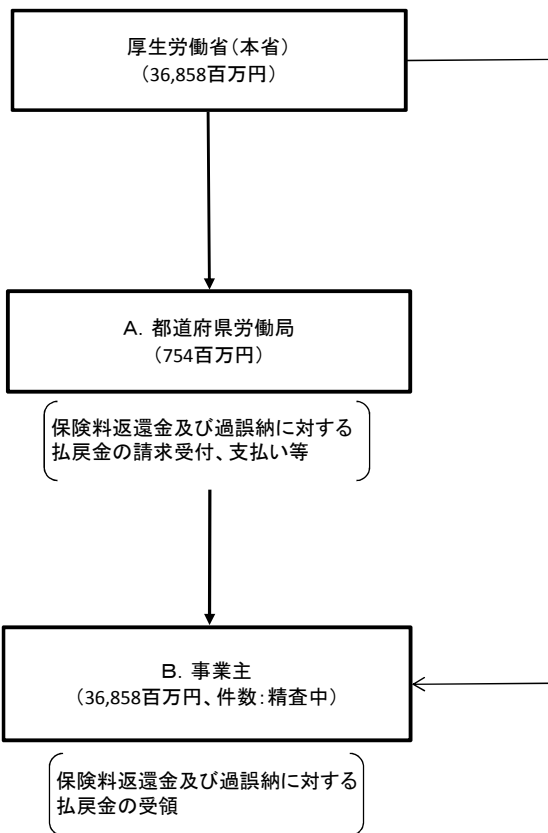 厚生労働省（本省）
（36,858百万円）
Ａ．都道府県労働局
（754百万円）
保険料返還金及び過誤納に対する
払戻金の請求受付、支払い等
Ｂ．事業主
（36,858百万円、件数：精査中）
保険料返還金及び過誤納に対する
払戻金の受領